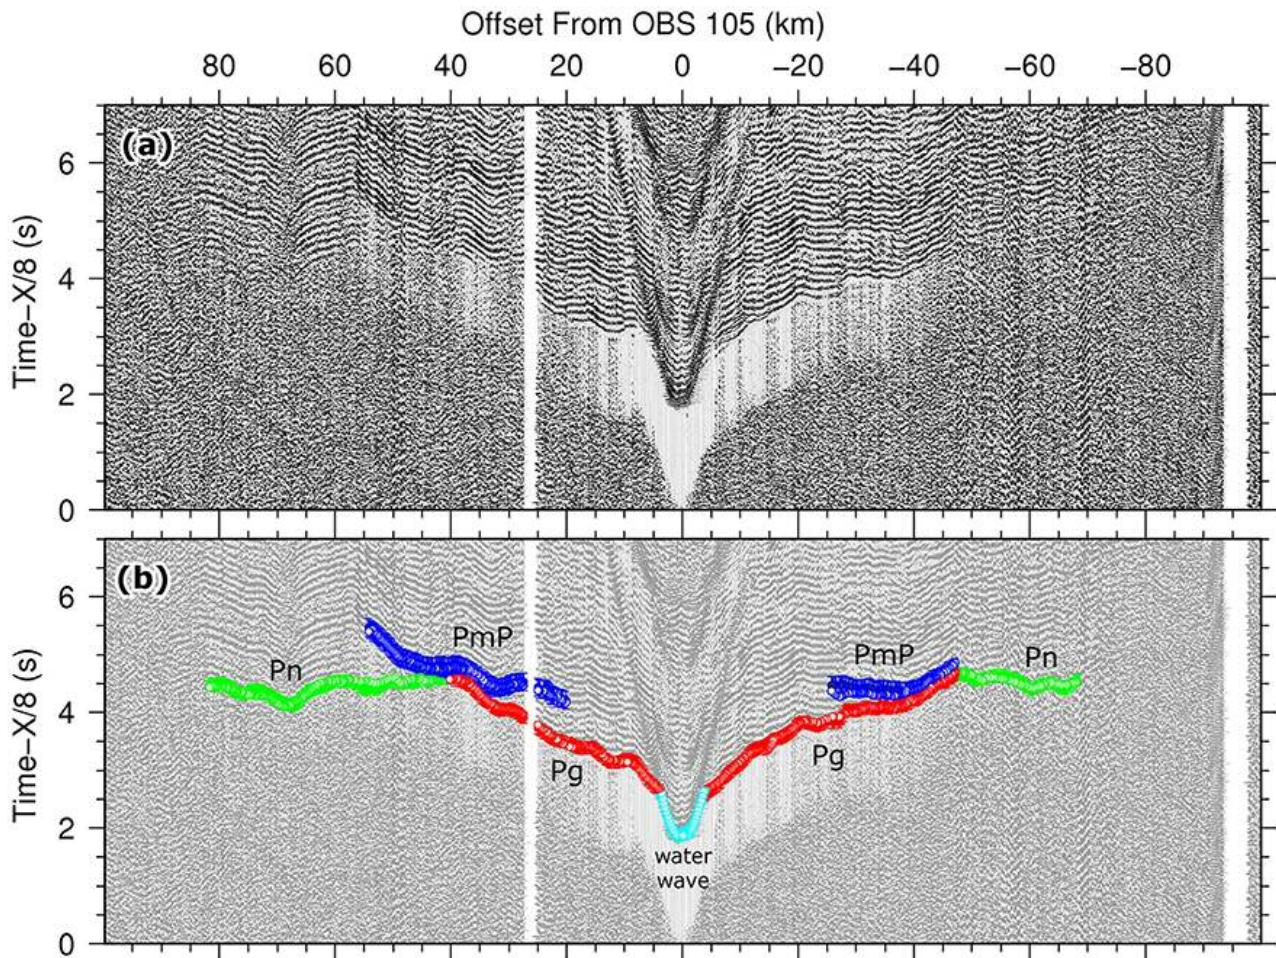 Offset From OBS 105 (km)
80 60 40 20 0 −20 −40 −60 −80
(a)
6
4
2
0
Time−X/8 (s)
(b)
6
4
2
0
Time−X/8 (s)
Pn PmP Pg water wave Pg PmP Pn